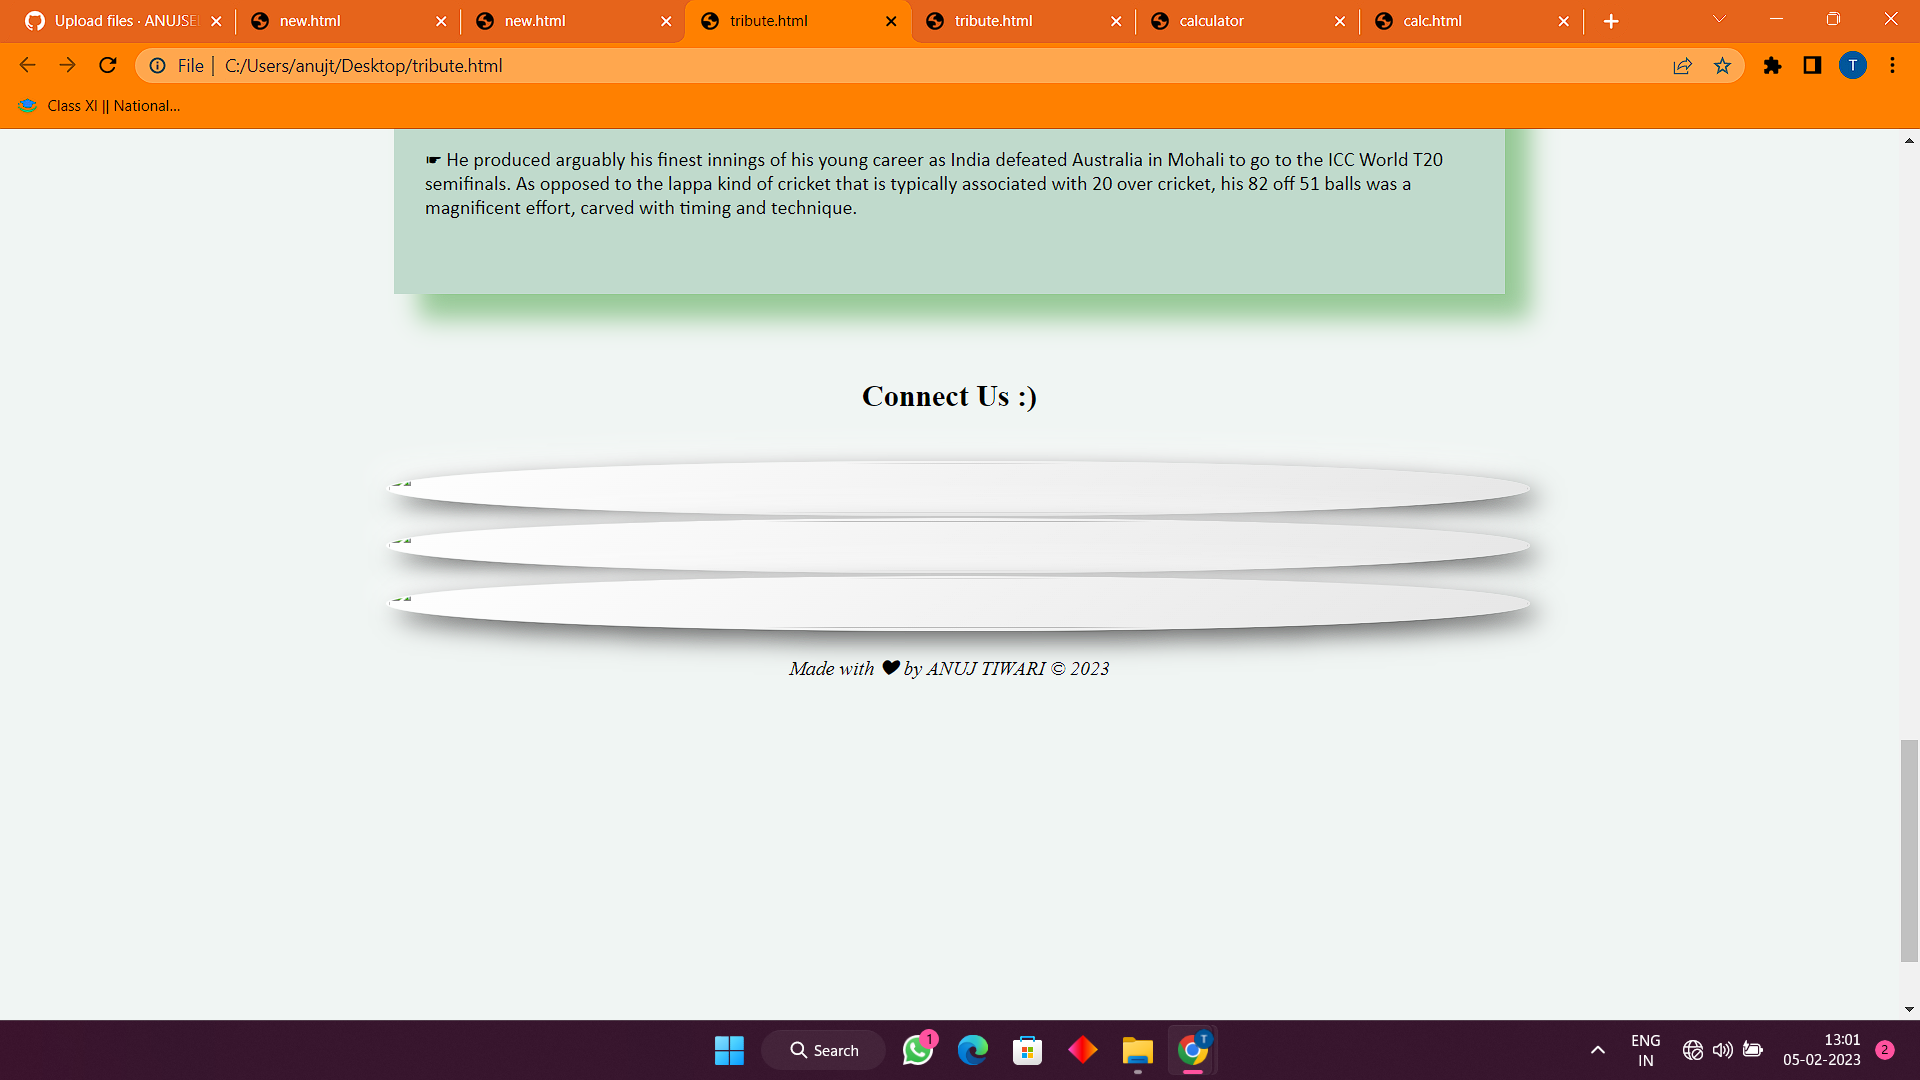 Upload files · ANUJSE
new.html
new.html
tribute.html
tribute.html
calculator
calc.html
File
C:/Users/anujt/Desktop/tribute.html
T
Class XI || National...
☛ He produced arguably his finest innings of his young career as India defeated Australia in Mohali to go to the ICC World T20
semifinals. As opposed to the lappa kind of cricket that is typically associated with 20 over cricket, his 82 off 51 balls was a
magnificent effort, carved with timing and technique.
Connect Us :)
Made with ❤ by ANUJ TIWARI © 2023
Search
1
T
ENG
IN
13:01
05-02-2023
2